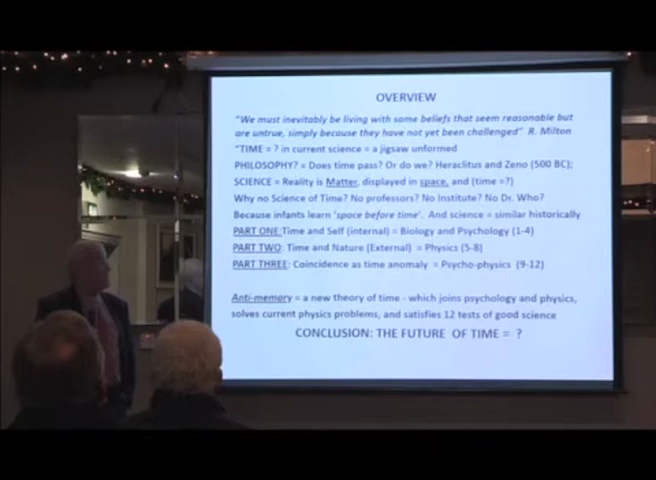 OVERVIEW
"We must inevitably be living with some beliefs that seem reasonable but
are untrue, simply because they have not yet been challenged" R. Milton
"TIME = ? in current science = a jigsaw unformed
PHILOSOPHY? = Does time pass? Or do we? Heraclitus and Zeno (500 BC);
SCIENCE = Reality is Matter, displayed in space, and (time =?)
Why no Science of Time? No professors? No Institute? No Dr. Who?
Because infants learn 'space before time'. And science = similar historically
PART ONE: Time and Self (internal) = Biology and Psychology (1-4)
PART TWO: Time and Nature (External) = Physics (5-8)
PART THREE: Coincidence as time anomaly = Psycho-physics (9-12)
Anti-memory = a new theory of time - which joins psychology and physics,
solves current physics problems, and satisfies 12 tests of good science
CONCLUSION: THE FUTURE OF TIME = ?